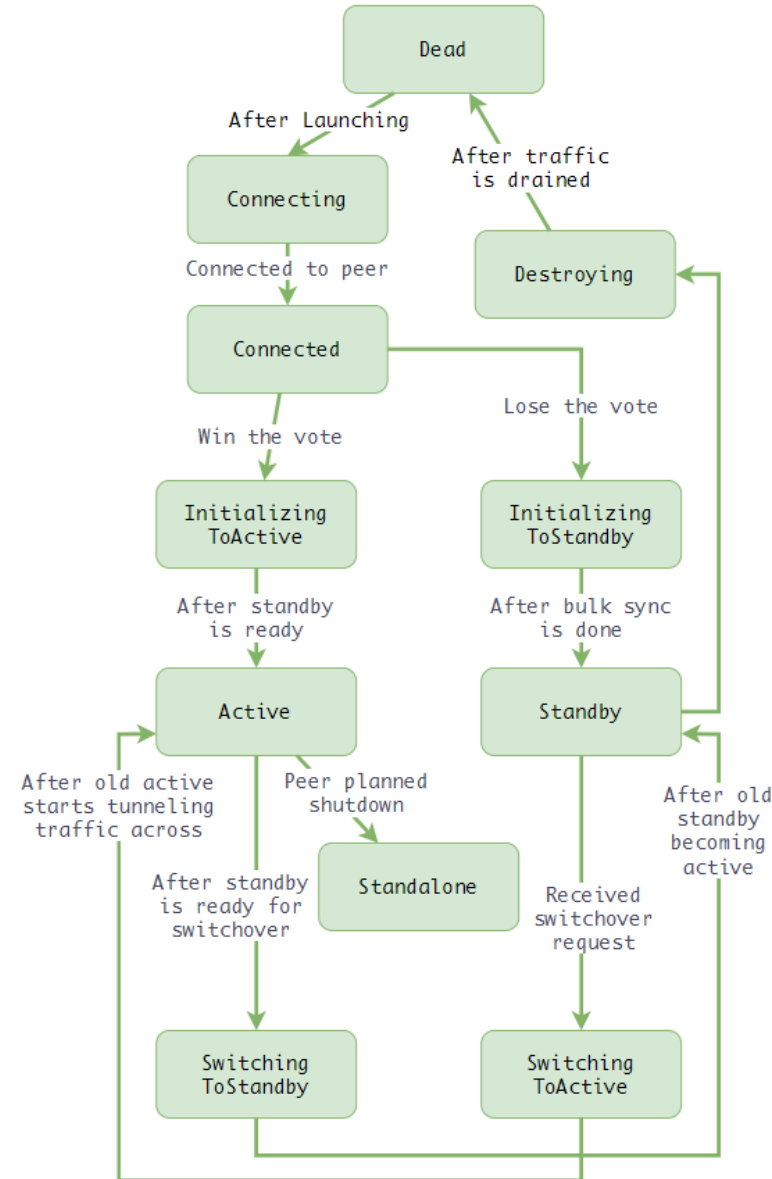 Dead
After Launching
After traffic
is drained
Connecting
Destroying
Connected to peer
Connected
Lose the vote
Win the vote
Initializing
ToActive
Initializing
ToStandby
After standby
is ready
After bulk sync
is done
Active
Standby
After old active
starts tunneling
traffic across
Peer planned
shutdown
After old
standby
becoming
active
Standalone
After standby
is ready for
switchover
Received
switchover
request
Switching
ToStandby
Switching
ToActive